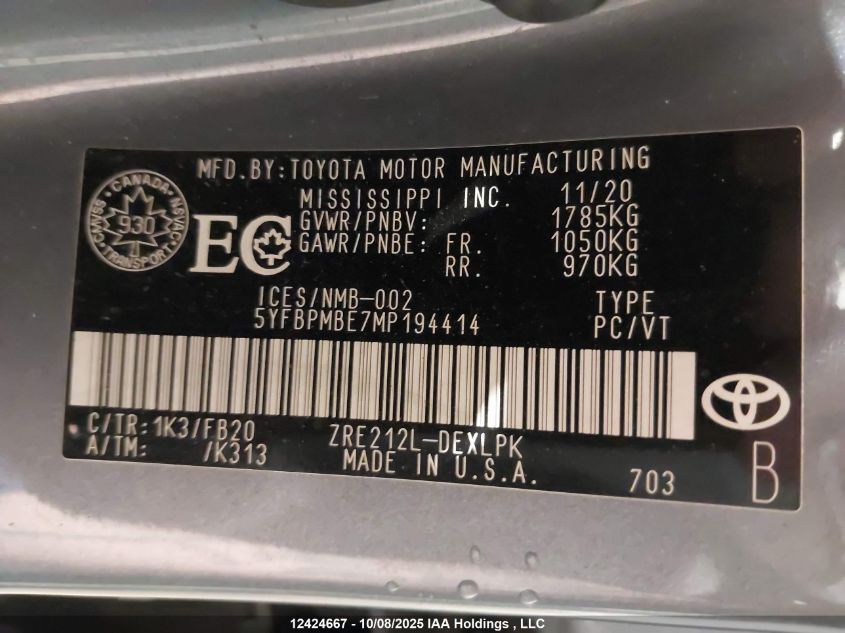 MFD.BY:TOYOTA MOTOR MANUFACTURING
MISSISSIPPI INC. 11/20
GVWR/PNBV: 1785KG
GAWR/PNBE: FR. 1050KG
RR. 970KG
CANADA
930
TRANSPORT
EC
ICES/NMB-002 TYPE
5YFBPMBE7MP194414 PC/VT
C/TR:1K3/FB20 ZRE212L-DEXLPK
A/TM: /K313 MADE IN U.S.A. 703
B
12424667 - 10/08/2025 IAA Holdings , LLC